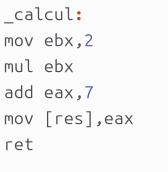 _calcul:
mov ebx,2
mul ebx
add eax,7
mov [res],eax
ret